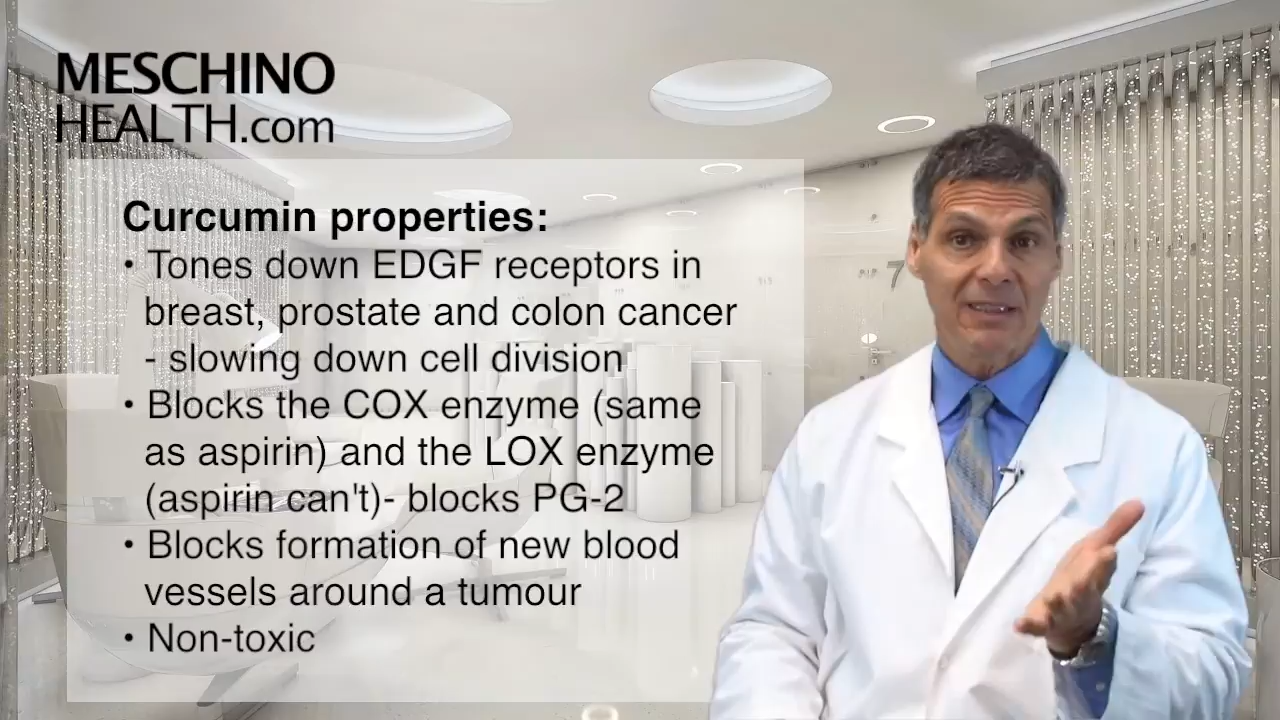 MESCHINO
HEALTH.com
Curcumin properties:
• Tones down EDGF receptors in
breast, prostate and colon cancer
- slowing down cell division
• Blocks the COX enzyme (same
as aspirin) and the LOX enzyme
(aspirin can't)- blocks PG-2
• Blocks formation of new blood
vessels around a tumour
• Non-toxic
7